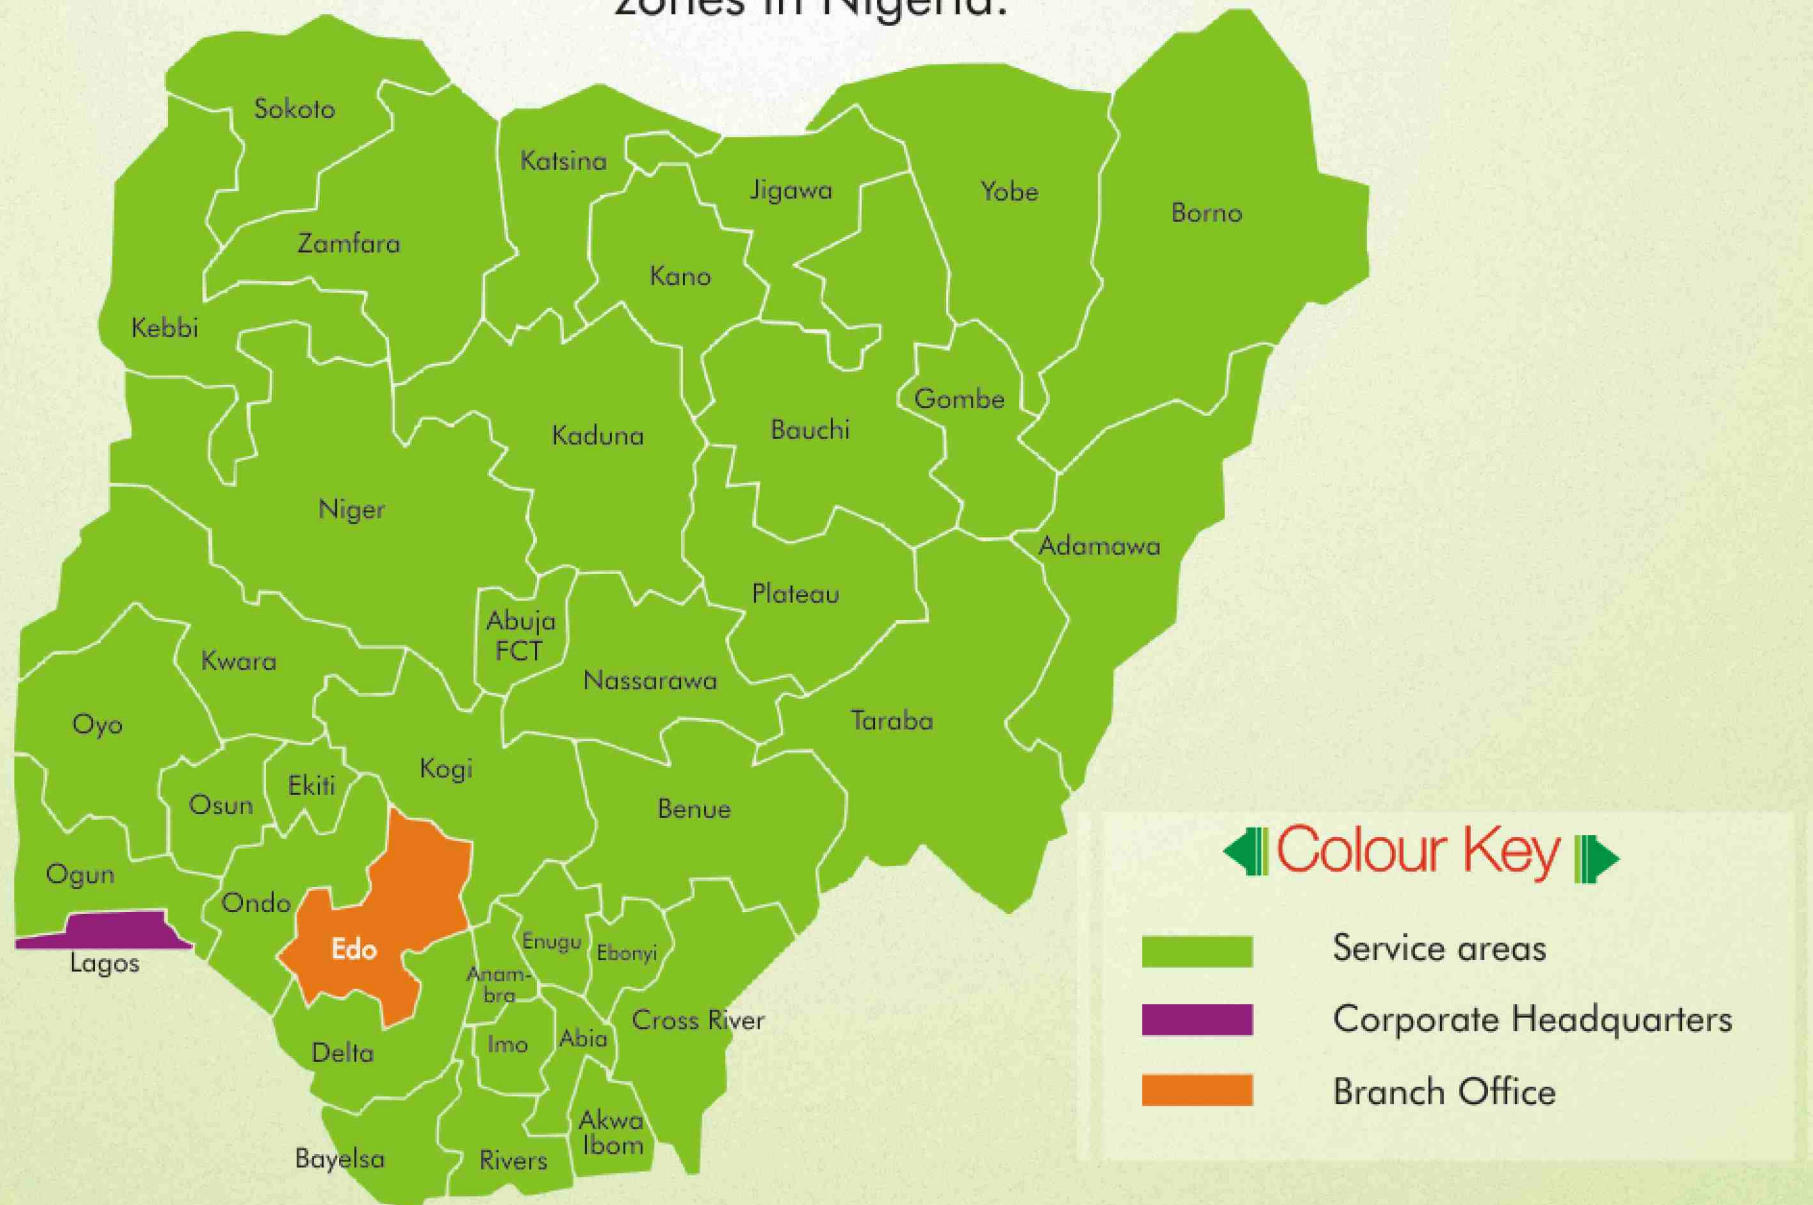 zones in Nigeria.
Sokoto
Katsina
Jigawa
Yobe
Borno
Zamfara
Kano
Kebbi
Gombe
Kaduna
Bauchi
Niger
Adamawa
Plateau
Abuja
FCT
Kwara
Nassarawa
Oyo
Taraba
Kogi
Ekiti
Osun
Benue
Ogun
Ondo
Edo
Enugu
Ebonyi
Lagos
Anam-
bra
Cross River
Imo
Abia
Delta
Akwa
Ibom
Bayelsa
Rivers
Colour Key
Service areas
Corporate Headquarters
Branch Office